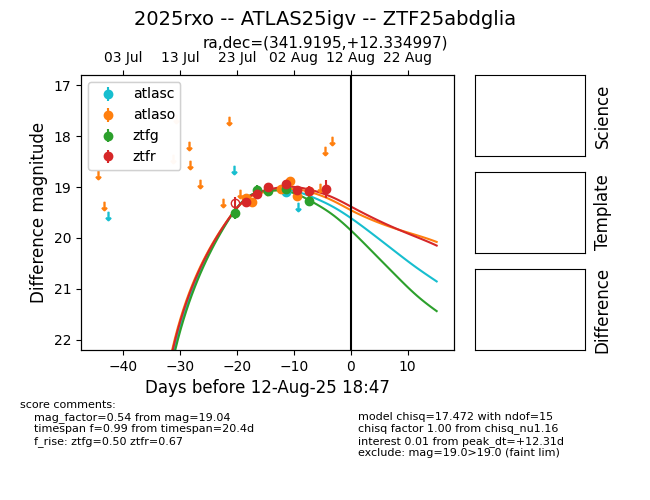 2025rxo -- ATLAS25igv -- ZTF25abdglia
ra,dec=(341.9195,+12.334997)
03 Jul 13 Jul 23 Jul 02 Aug 12 Aug 22 Aug
17
18
19
20
21
22
Difference magnitude
atlasc
atlaso
ztfg
ztfr
−40 −30 −20 −10 0 10
Days before 12-Aug-25 18:47
Science
Template
Difference
score comments:
mag_factor=0.54 from mag=19.04
timespan f=0.99 from timespan=20.4d
f_rise: ztfg=0.50 ztfr=0.67
model chisq=17.472 with ndof=15
chisq factor 1.00 from chisq_nu1.16
interest 0.01 from peak_dt=+12.31d
exclude: mag=19.0>19.0 (faint lim)